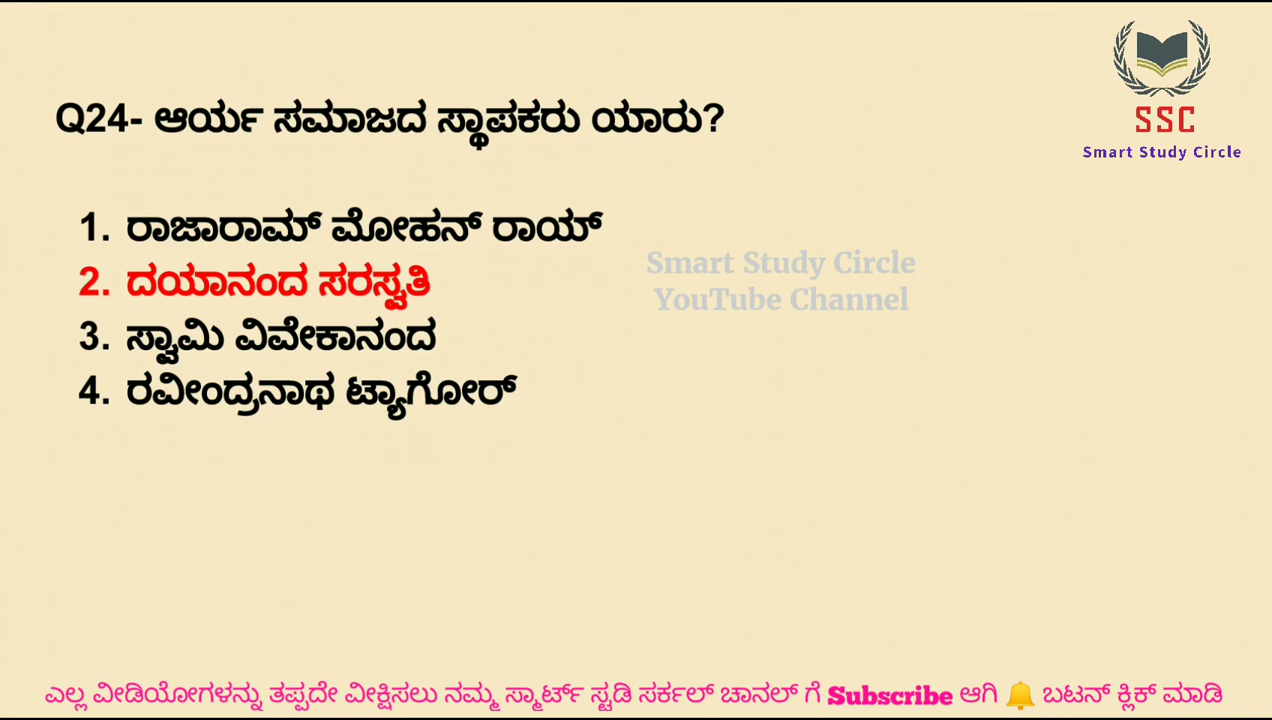 SSC
Smart Study Circle
Q24- ಆರ್ಯ ಸಮಾಜದ ಸ್ಥಾಪಕರು ಯಾರು?
1. ರಾಜಾರಾಮ್ ಮೋಹನ್ ರಾಯ್
2. ದಯಾನಂದ ಸರಸ್ವತಿ
3. ಸ್ವಾಮಿ ವಿವೇಕಾನಂದ
4. ರವೀಂದ್ರನಾಥ ಟ್ಯಾಗೋರ್
Smart Study Circle
YouTube Channel
ಎಲ್ಲ ವೀಡಿಯೋಗಳನ್ನು ತಪ್ಪದೇ ವೀಕ್ಷಿಸಲು ನಮ್ಮ ಸ್ಮಾರ್ಟ್ ಸ್ಟಡಿ ಸರ್ಕಲ್ ಚಾನಲ್ ಗೆ Subscribe ಆಗಿ 🔔 ಬಟನ್ ಕ್ಲಿಕ್ ಮಾಡಿ